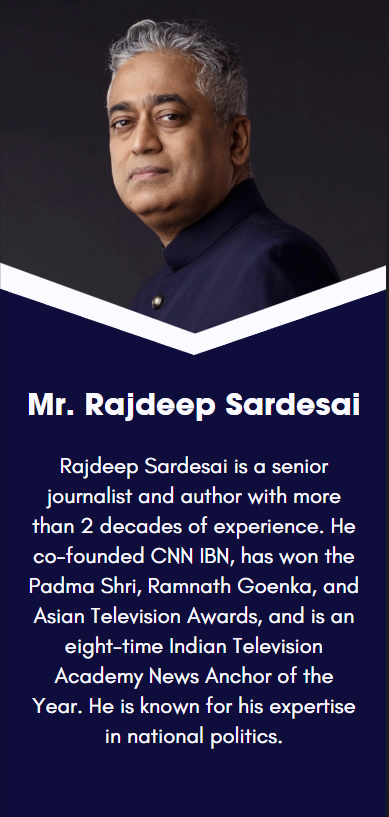 Mr. Rajdeep Sardesai
Rajdeep Sardesai is a senior
journalist and author with more
than 2 decades of experience. He
co-founded CNN IBN, has won the
Padma Shri, Ramnath Goenka, and
Asian Television Awards, and is an
eight-time Indian Television
Academy News Anchor of the
Year. He is known for his expertise
in national politics.